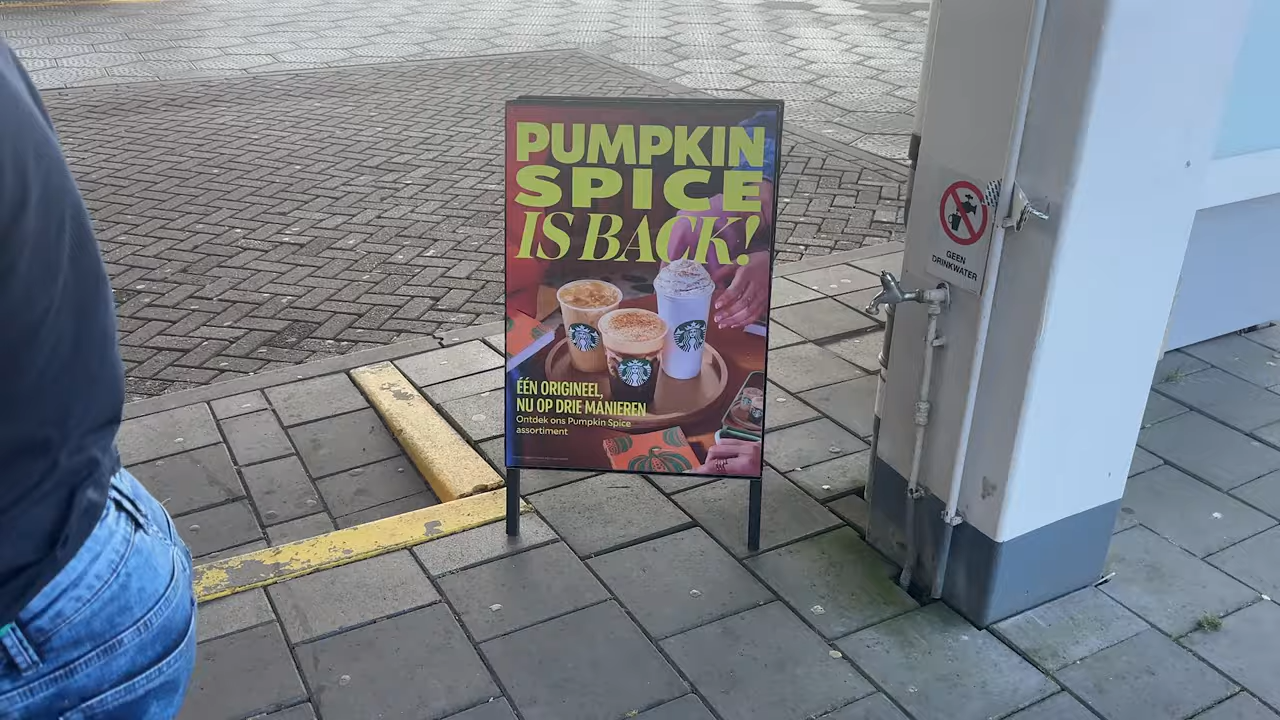 PUMPKIN
SPICE
IS BACK!
ÉÉN ORIGINEEL,
NU OP DRIE MANIEREN
Ontdek ons Pumpkin Spice
assortiment
GEEN
DRINKWATER